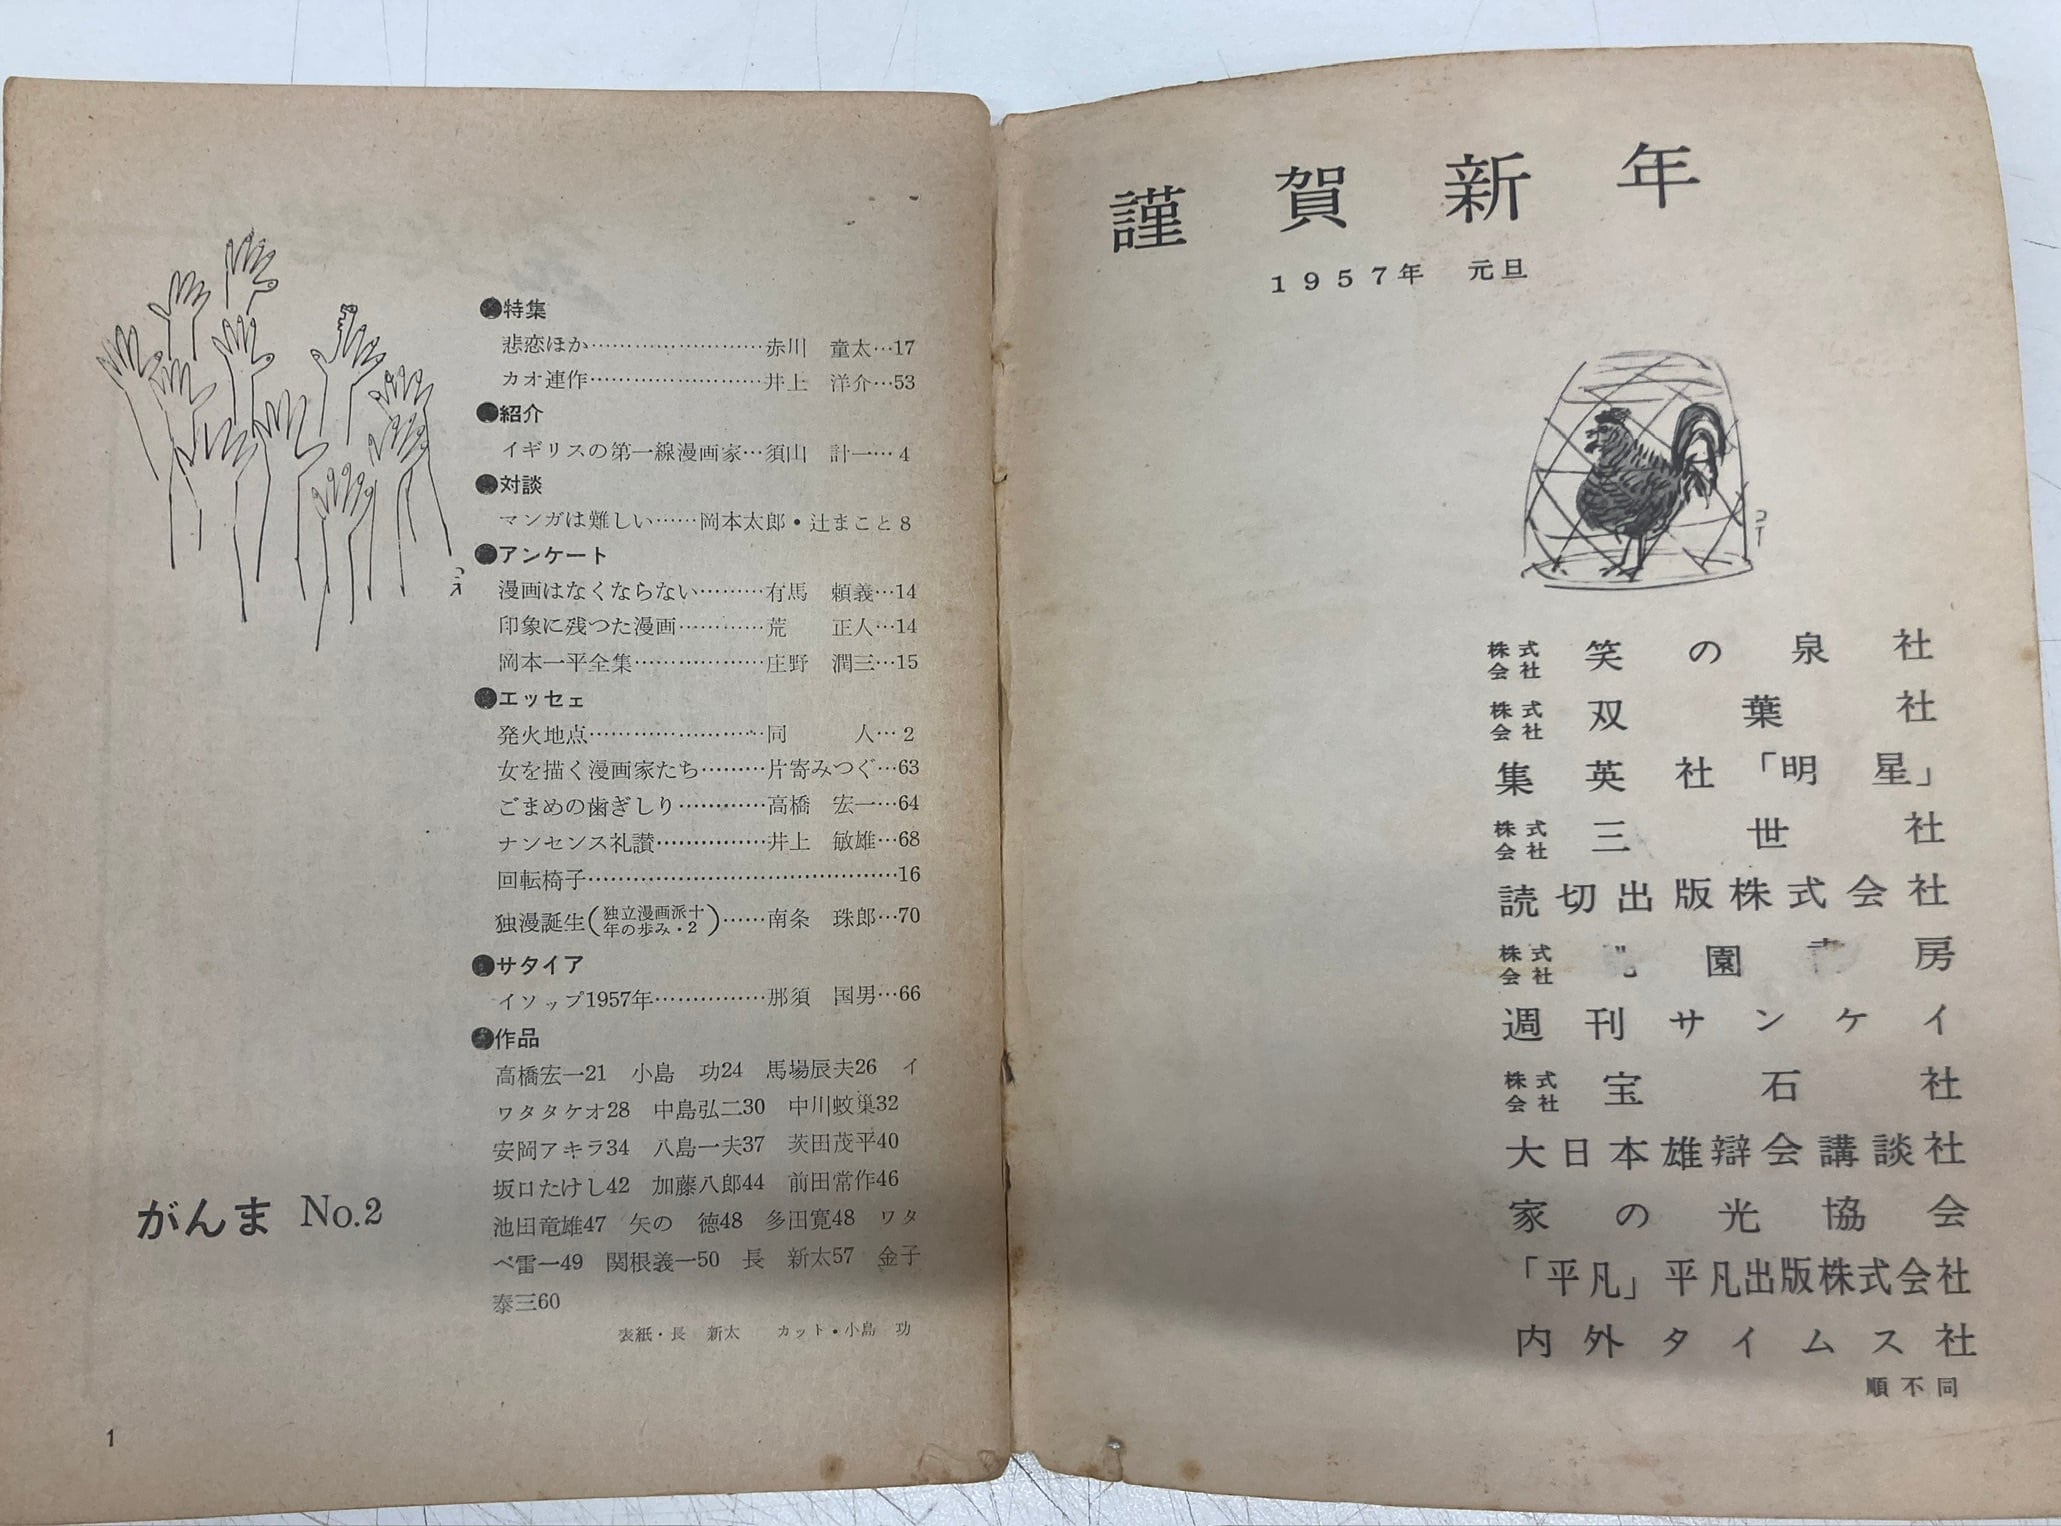 ●特集
悲恋ほか……………………赤川　童太…17
カオ連作……………………井上　洋介…53
●紹介
イギリスの第一線漫画家…須山　計一…4
●対談
マンガは難しい……岡本太郎・辻まこと8
●アンケート
漫画はなくならない………有馬　頼義…14
印象に残つた漫画…………荒　　正人…14
岡本一平全集………………庄野　潤三…15
●エッセェ
発火地点……………………同　　　人…2
女を描く漫画家たち………片寄みつぐ…63
ごまめの歯ぎしり…………高橋　宏一…64
ナンセンス礼讃……………井上　敏雄…68
回転椅子……………………………………16
独漫誕生(独立漫画派十年の歩み・2)……南条　珠郎…70
●サタイア
イソップ1957年……………那須　国男…66
●作品
高橋宏一21　小島　功24　馬場辰夫26　イ
ワタタケオ28　中島弘二30　中川蚊巣32
安岡アキラ34　八島一夫37　茨田茂平40
坂口たけし42　加藤八郎44　前田常作46
池田竜雄47　矢の　徳48　多田寛48　ワタ
ベ雷一49　関根義一50　長　新太57　金子
泰三60
表紙・長　新太　　カット・小島　功
がんま No.2
1
謹賀新年
1957年　元旦
株式会社 笑の泉社
株式会社 双葉社
集英社「明星」
株式会社 三世社
読切出版株式会社
株式会社 園 房
週刊サンケイ
株式会社 宝石社
大日本雄辯会講談社
家の光協会
「平凡」平凡出版株式会社
内外タイムス社
順不同